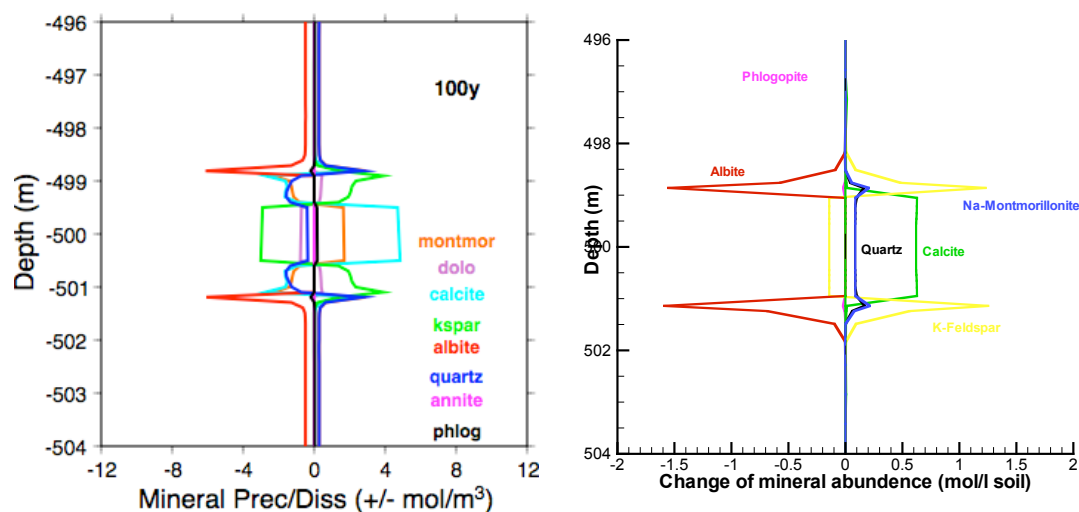 -496
-497
-498
-499
-500
-501
-502
-503
-504
Depth (m)
100y
montmor
dolo
calcite
kspar
albite
quartz
annite
phlog
-12 -8 -4 0 4 8 12
Mineral Prec/Diss (+/- mol/m³)
496
498
500
502
504
Depth (m)
Phlogopite
Albite
Na-Montmorillonite
Quartz
Calcite
K-Feldspar
-2 -1.5 -1 -0.5 0 0.5 1 1.5 2
Change of mineral abundence (mol/l soil)